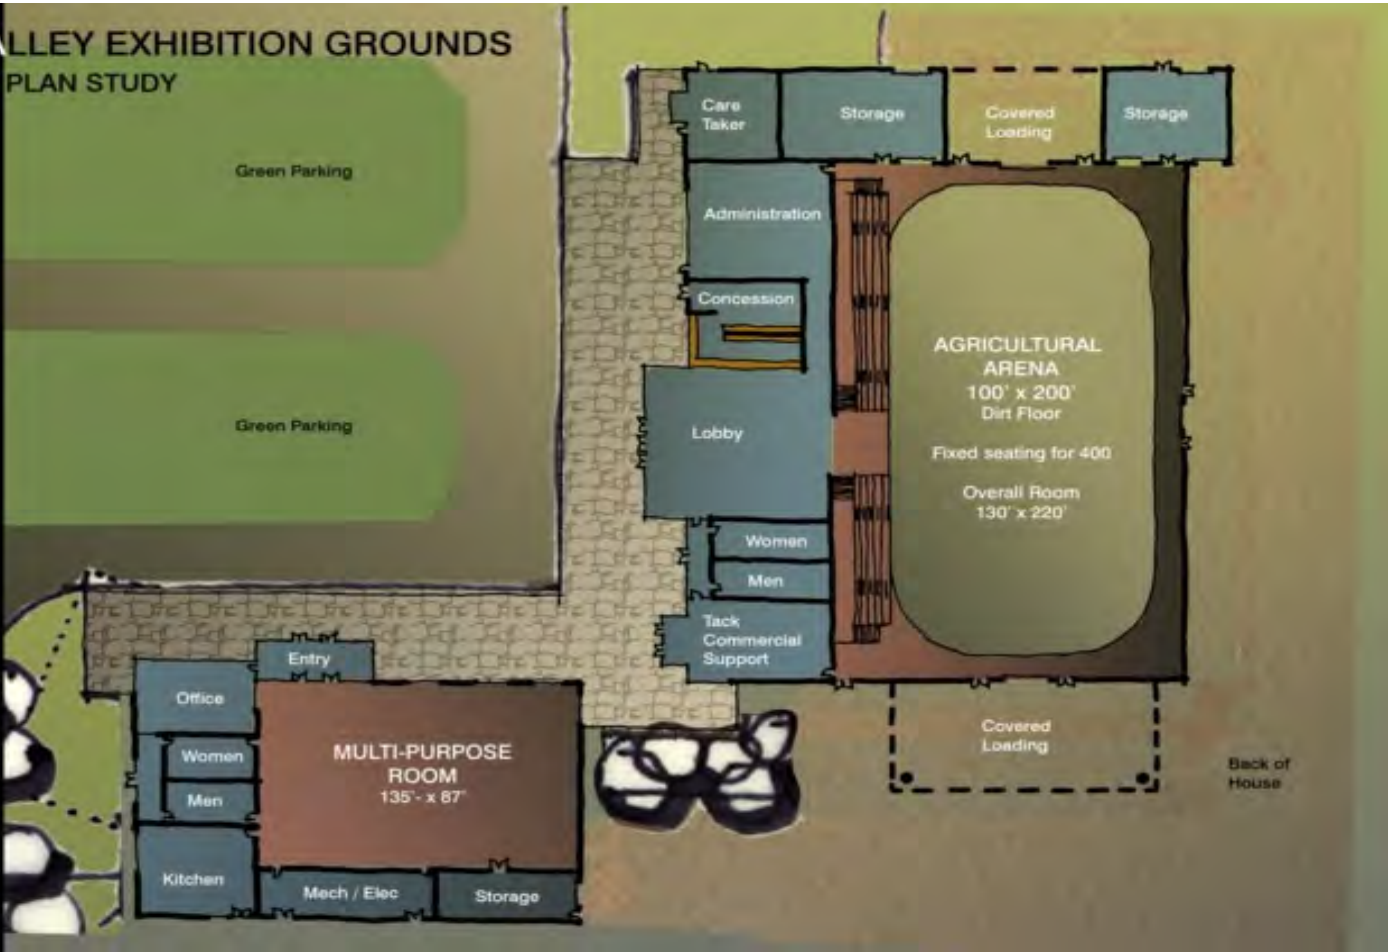 LLEY EXHIBITION GROUNDS
PLAN STUDY
Green Parking
Green Parking
Care
Taker
Storage
Covered
Loading
Storage
Administration
Concession
Lobby
AGRICULTURAL
ARENA
100' x 200'
Dirt Floor
Fixed seating for 400
Overall Room
130' x 220'
Women
Men
Tack
Commercial
Support
Covered
Loading
Back of
House
Entry
Office
Women
Men
Kitchen
MULTI-PURPOSE
ROOM
135'- x 87'
Mech / Elec
Storage